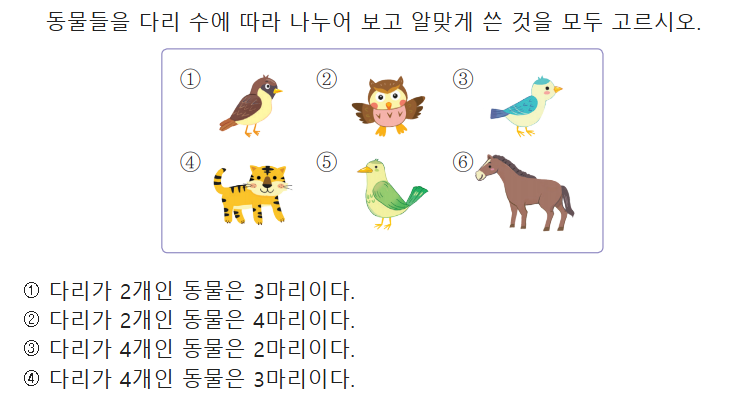 동물들을 다리 수에 따라 나누어 보고 알맞게 쓴 것을 모두 고르시오.
① ② ③
④ ⑤ ⑥
① 다리가 2개인 동물은 3마리이다.
② 다리가 2개인 동물은 4마리이다.
③ 다리가 4개인 동물은 2마리이다.
④ 다리가 4개인 동물은 3마리이다.